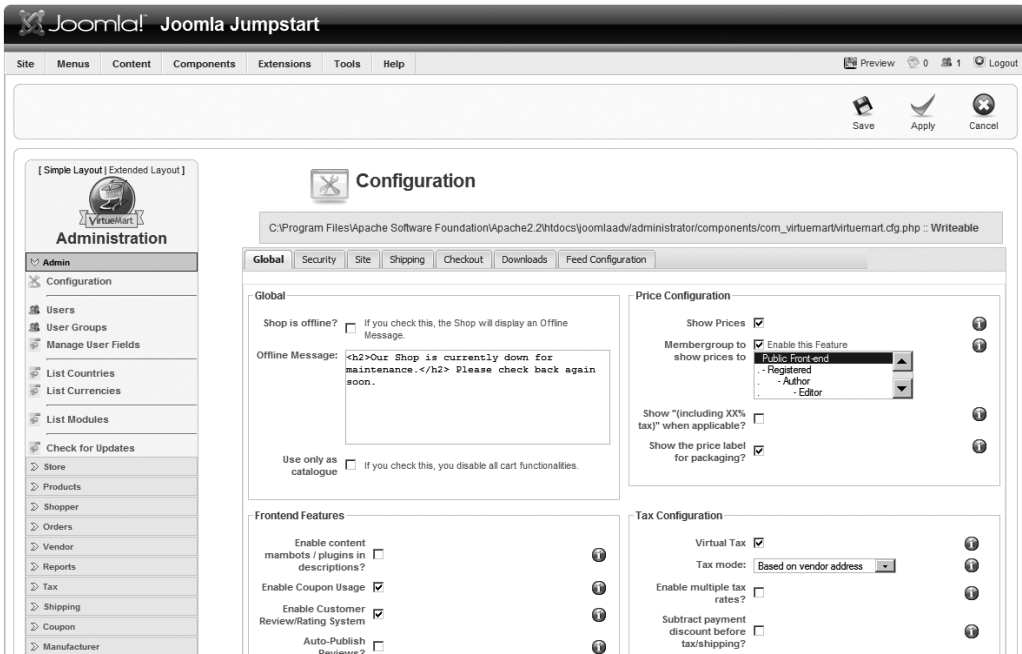 Joomla! Joomla Jumpstart
Site Menus Content Components Extensions Tools Help Preview 0 1 Logout
Save Apply Cancel
[ Simple Layout | Extended Layout ]
VirtueMart
Administration
Admin
Configuration
Users
User Groups
Manage User Fields
List Countries
List Currencies
List Modules
Check for Updates
Store
Products
Shopper
Orders
Vendor
Reports
Tax
Shipping
Coupon
Manufacturer
Configuration
C:\Program Files\Apache Software Foundation\Apache2.2\htdocs\joomlaadv/administrator/components/com_virtuemart/virtuemart.cfg.php :: Writeable
Global Security Site Shipping Checkout Downloads Feed Configuration
Global
Shop is offline? If you check this, the Shop will display an Offline
Message.
Offline Message: <h2>Our Shop is currently down for
maintenance.</h2> Please check back again
soon.
Use only as
catalogue If you check this, you disable all cart functionalities.
Frontend Features
Enable content
mambots / plugins in
descriptions?
Enable Coupon Usage
Enable Customer
Review/Rating System
Auto-Publish
Reviews?
Price Configuration
Show Prices
Membergroup to Enable this Feature
show prices to Public Front-end
. - Registered
. - Author
. - Editor
Show "(including XX%
tax)" when applicable?
Show the price label
for packaging?
Tax Configuration
Virtual Tax
Tax mode: Based on vendor address
Enable multiple tax
rates?
Subtract payment
discount before
tax/shipping?